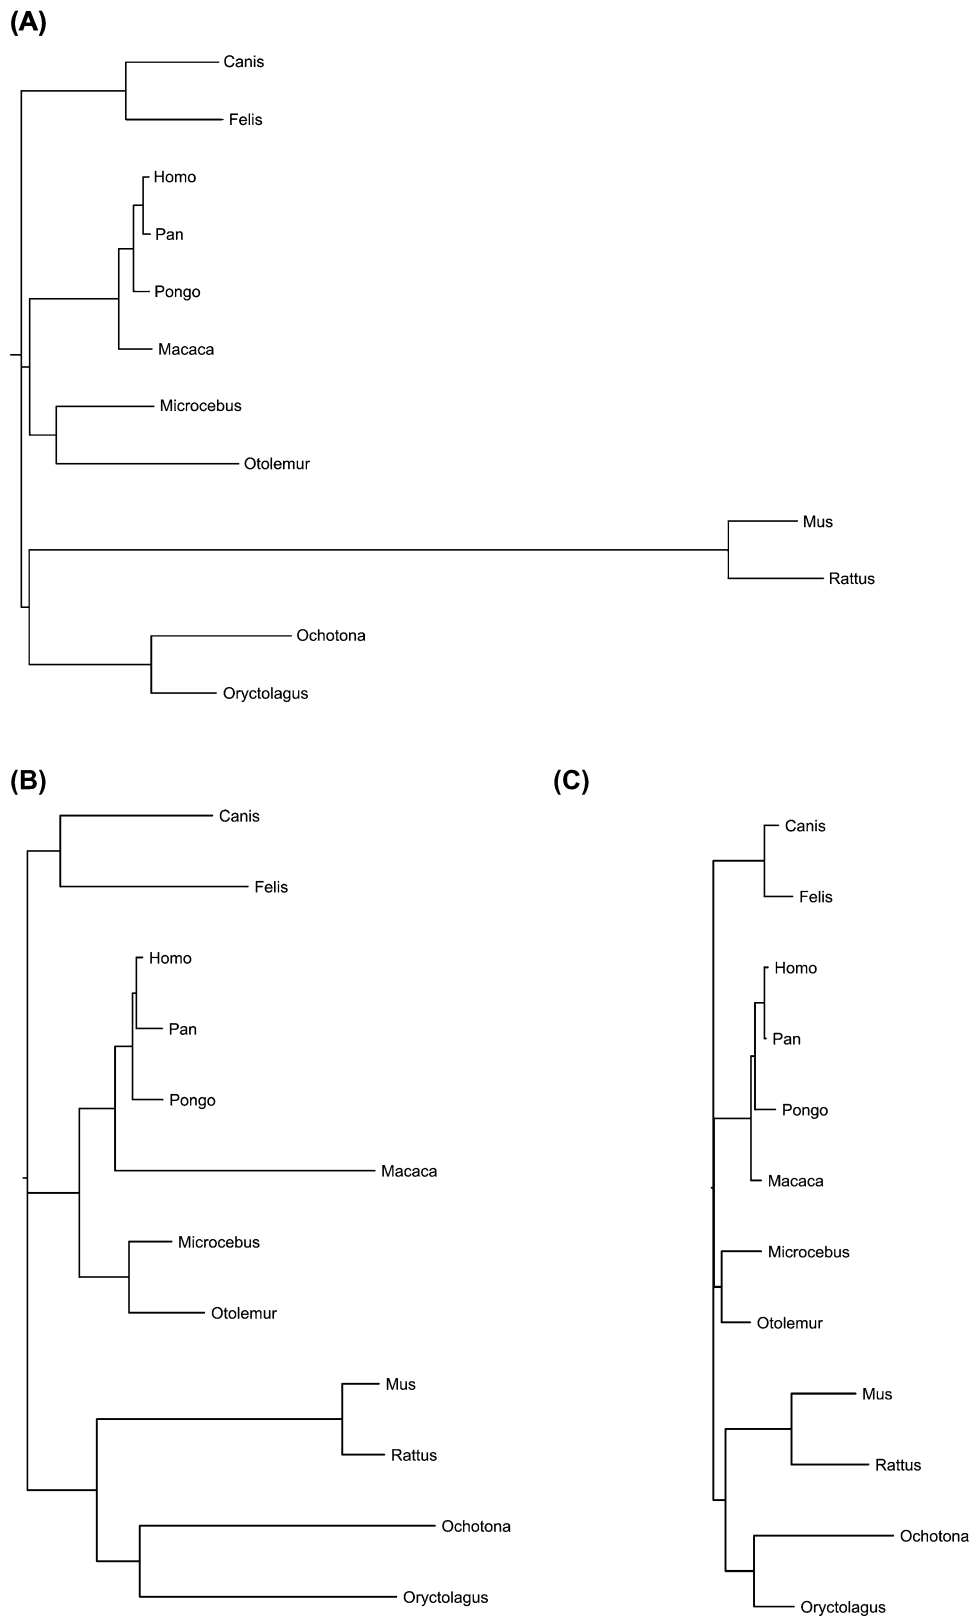 (A)
Canis
Felis
Homo
Pan
Pongo
Macaca
Microcebus
Otolemur
Mus
Rattus
Ochotona
Oryctolagus
(B)
Canis
Felis
Homo
Pan
Pongo
Macaca
Microcebus
Otolemur
Mus
Rattus
Ochotona
Oryctolagus
(C)
Canis
Felis
Homo
Pan
Pongo
Macaca
Microcebus
Otolemur
Mus
Rattus
Ochotona
Oryctolagus